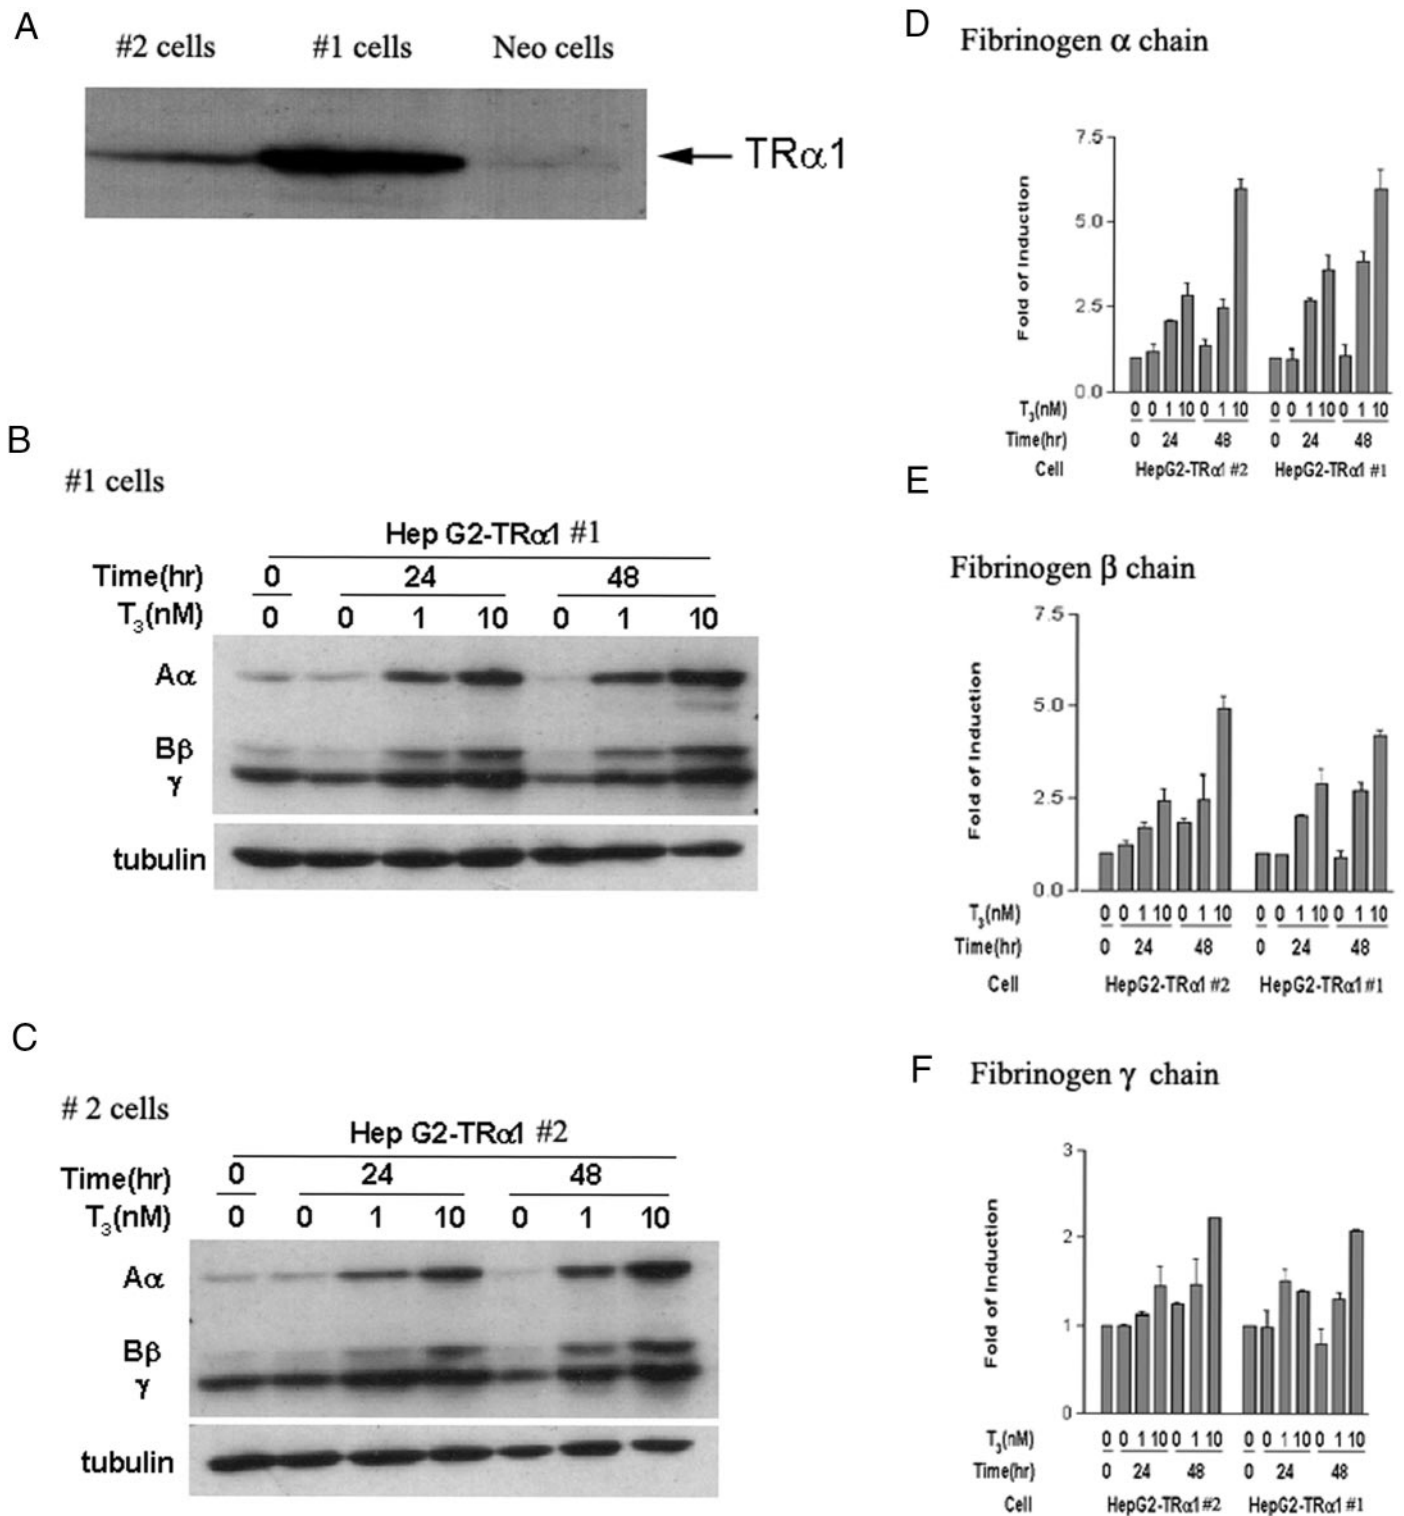 A
#2 cells #1 cells Neo cells
TRα1
B
#1 cells
Hep G2-TRα1 #1
Time(hr) 0 24 48
T3(nM) 0 0 1 10 0 1 10
Aα
Bβ
γ
tubulin
C
# 2 cells
Hep G2-TRα1 #2
Time(hr) 0 24 48
T3(nM) 0 0 1 10 0 1 10
Aα
Bβ
γ
tubulin
D
Fibrinogen α chain
Fold of Induction
7.5
5.0
2.5
0.0
T3(nM) 0 0 1 10 0 1 10 0 0 1 10 0 1 10
Time(hr) 0 24 48 0 24 48
Cell HepG2-TRα1 #2 HepG2-TRα1 #1
E
Fibrinogen β chain
Fold of Induction
7.5
5.0
2.5
0.0
T3(nM) 0 0 1 10 0 1 10 0 0 1 10 0 1 10
Time(hr) 0 24 48 0 24 48
Cell HepG2-TRα1 #2 HepG2-TRα1 #1
F
Fibrinogen γ chain
Fold of Induction
3
2
1
0
T3(nM) 0 0 1 10 0 1 10 0 0 1 10 0 1 10
Time(hr) 0 24 48 0 24 48
Cell HepG2-TRα1 #2 HepG2-TRα1 #1